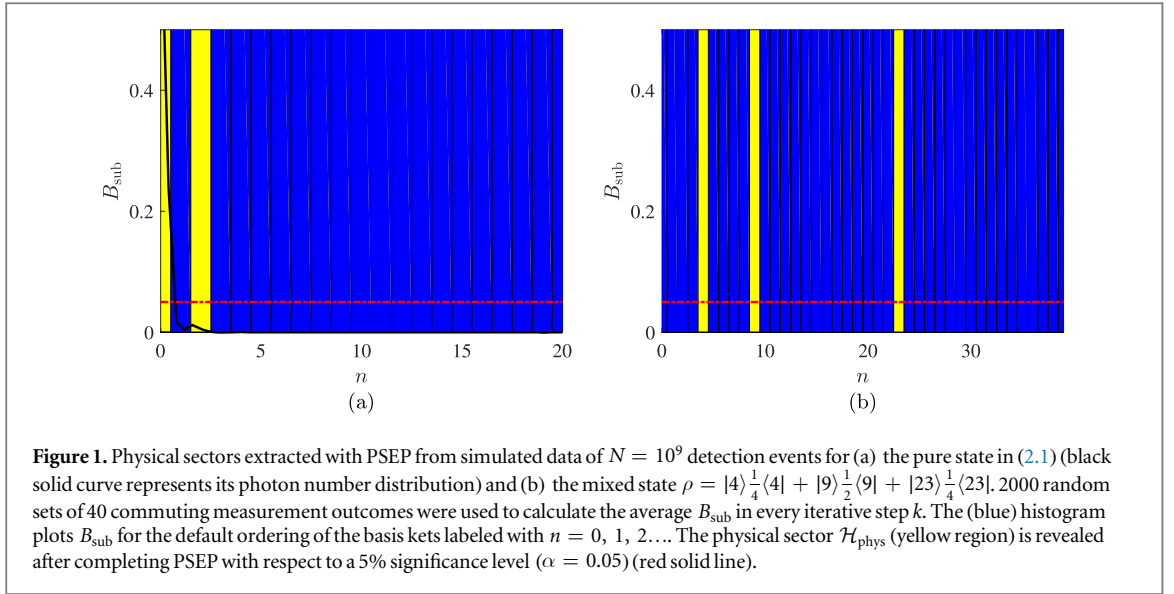 0.4
0.2
0
B_sub
0 5 10 15 20
n
(a)
0.4
0.2
0
B_sub
0 10 20 30
n
(b)
Figure 1. Physical sectors extracted with PSEP from simulated data of N = 10⁹ detection events for (a) the pure state in (2.1) (black
solid curve represents its photon number distribution) and (b) the mixed state ρ = |4⟩ 1/4 ⟨4| + |9⟩ 1/2 ⟨9| + |23⟩ 1/4 ⟨23|. 2000 random
sets of 40 commuting measurement outcomes were used to calculate the average B_sub in every iterative step k. The (blue) histogram
plots B_sub for the default ordering of the basis kets labeled with n = 0, 1, 2…. The physical sector ℋ_phys (yellow region) is revealed
after completing PSEP with respect to a 5% significance level (α = 0.05) (red solid line).